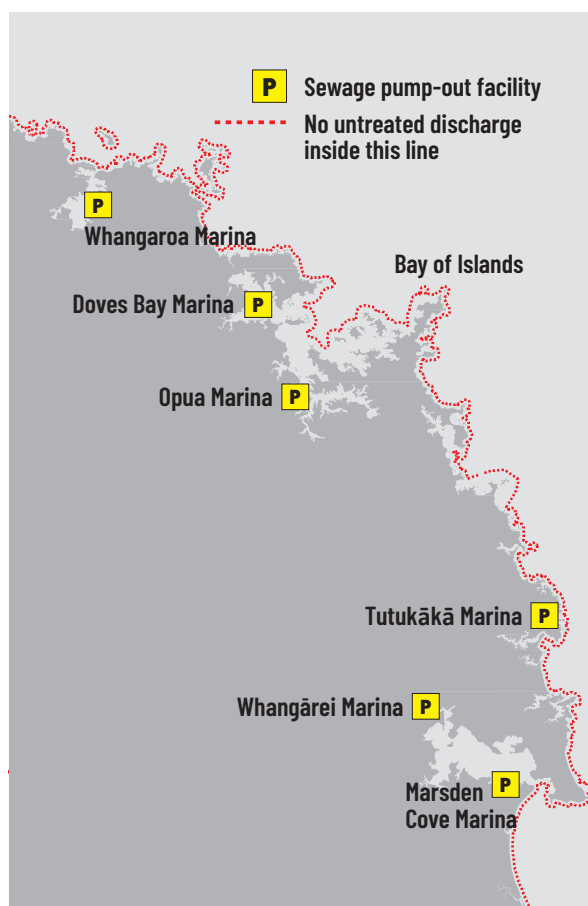 P Sewage pump-out facility
No untreated discharge
inside this line
P
Whangaroa Marina
Bay of Islands
Doves Bay Marina P
Opua Marina P
Tutukākā Marina P
Whangārei Marina P
Marsden P
Cove Marina